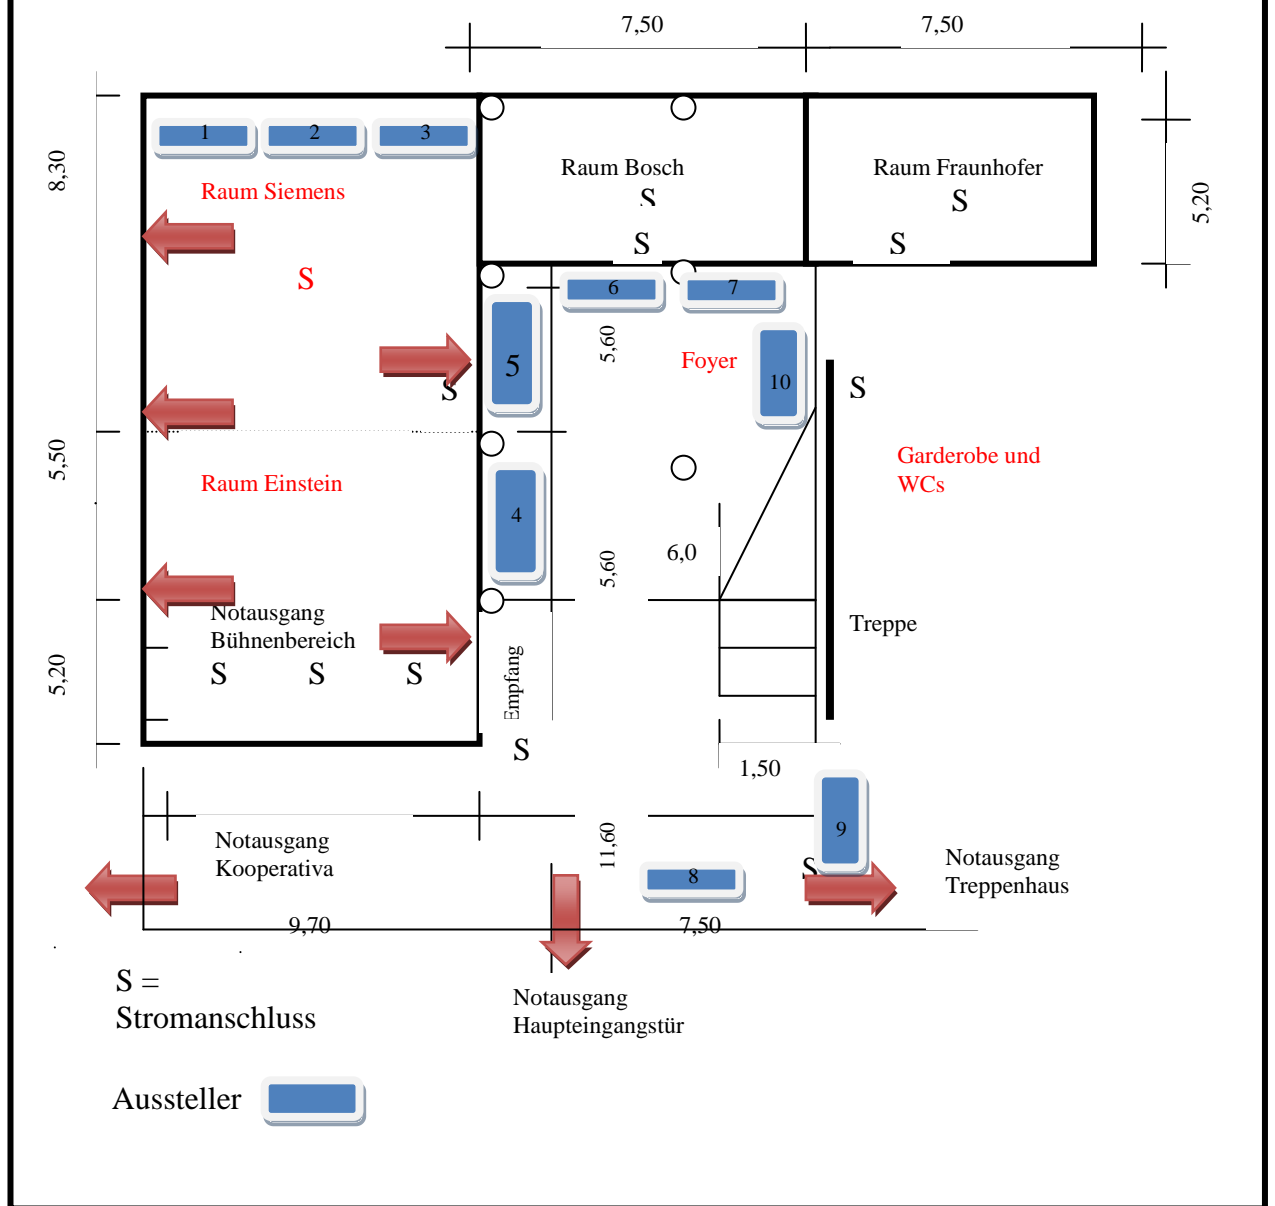 7,50
7,50
1
2
3
8,30
Raum Siemens
Raum Bosch
S
S
Raum Fraunhofer
S
S
5,20
S
6
7
5
5,60
Foyer
10
S
S
5,50
Raum Einstein
4
Garderobe und
WCs
5,60
6,0
Notausgang
Bühnenbereich
S
S
S
5,20
Empfang
S
Treppe
1,50
Notausgang
Kooperativa
11,60
9
8
S
Notausgang
Treppenhaus
9,70
7,50
S =
Stromanschluss
Notausgang
Haupteingangstür
Aussteller